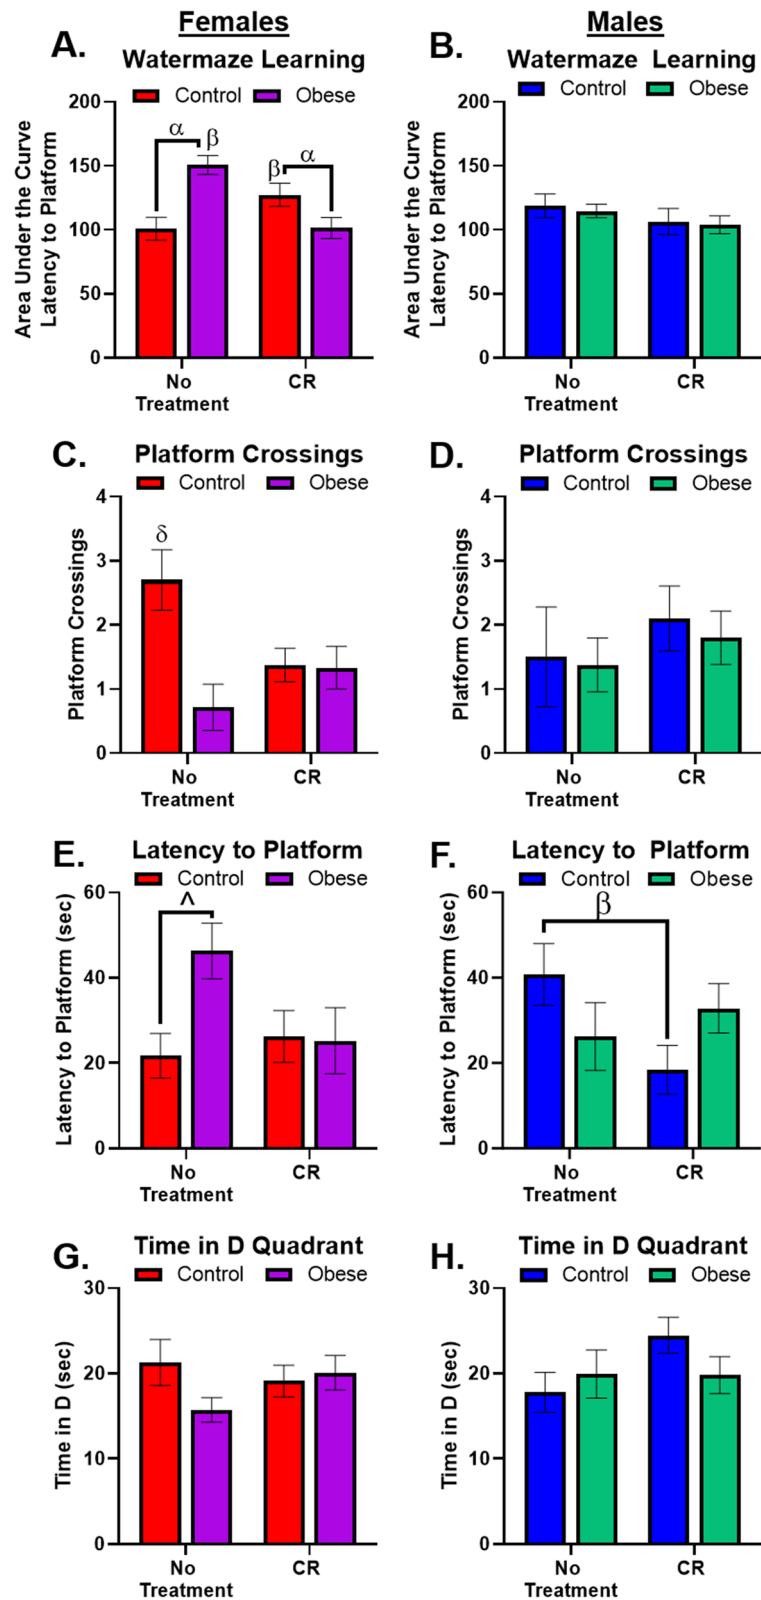 Females
Males
A.
Watermaze Learning
Control Obese
Area Under the Curve
Latency to Platform
200
150
100
50
0
α
β
β
α
No
Treatment
CR
B.
Watermaze Learning
Control Obese
Area Under the Curve
Latency to Platform
200
150
100
50
0
No
Treatment
CR
C.
Platform Crossings
Control Obese
Platform Crossings
4
3
2
1
0
δ
No
Treatment
CR
D.
Platform Crossings
Control Obese
Platform Crossings
4
3
2
1
0
No
Treatment
CR
E.
Latency to Platform
Control Obese
Latency to Platform (sec)
60
40
20
0
^
No
Treatment
CR
F.
Latency to Platform
Control Obese
Latency to Platform (sec)
60
40
20
0
β
No
Treatment
CR
G.
Time in D Quadrant
Control Obese
Time in D (sec)
30
20
10
0
No
Treatment
CR
H.
Time in D Quadrant
Control Obese
Time in D (sec)
30
20
10
0
No
Treatment
CR